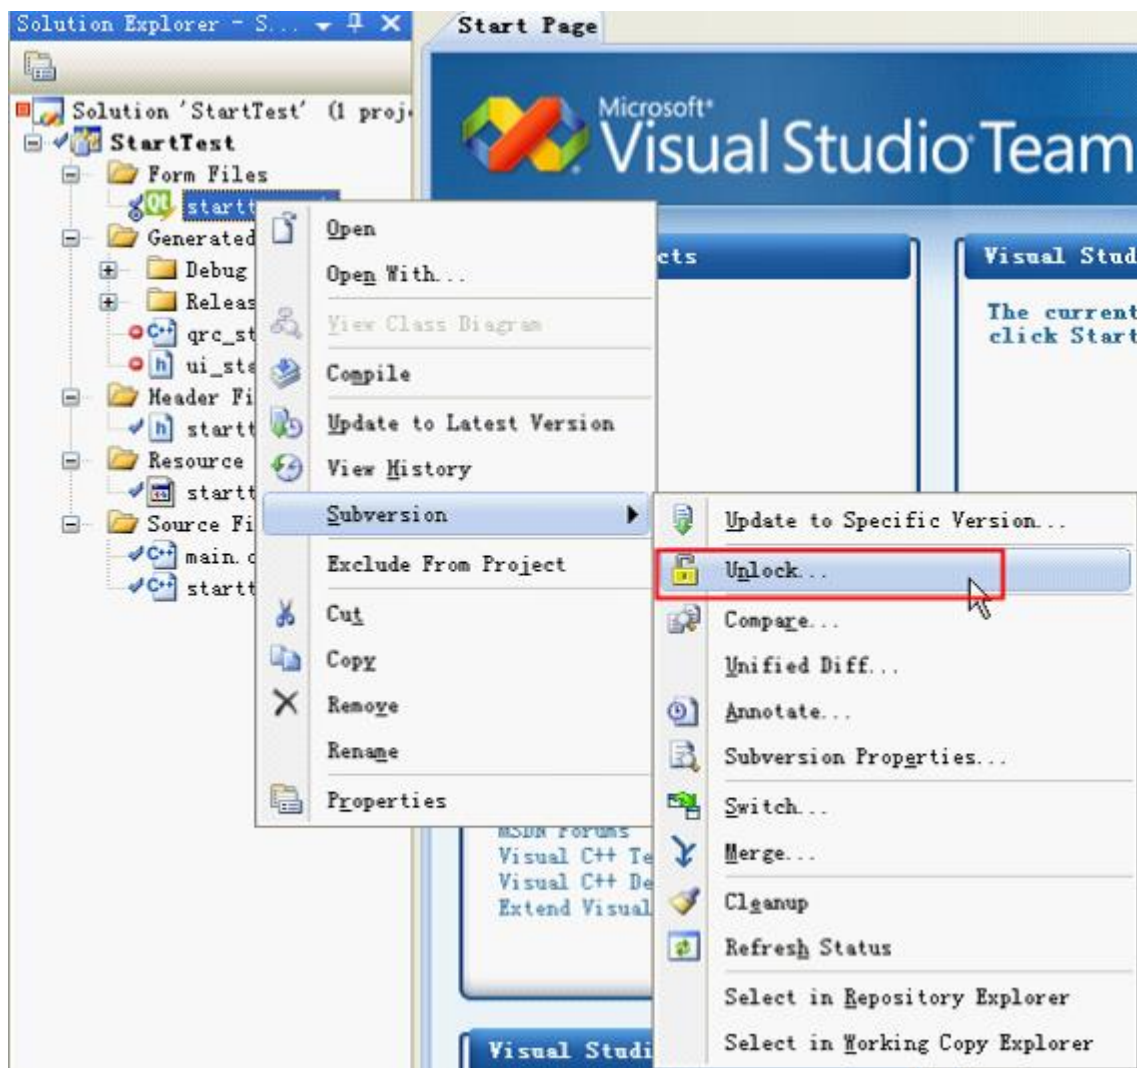 Solution Explorer - S...
Solution 'StartTest' (1 proj
StartTest
Form Files
startt
Generated
Debug
Releas
qrc_st
ui_sta
Header Fi
startt
Resource
startt
Source Fi
main.c
startt
Start Page
Microsoft®
Visual Studio® Team
cts
Visual Stud
The current
click Start
Open
Open With...
View Class Diagram
Compile
Update to Latest Version
View History
Subversion
Exclude From Project
Cut
Copy
Remove
Rename
Properties
Update to Specific Version...
Unlock...
Compare...
Unified Diff...
Annotate...
Subversion Properties...
Switch...
Merge...
Cleanup
Refresh Status
Select in Repository Explorer
Select in Working Copy Explorer
MSDN Forums
Visual C++ Te
Visual C++ De
Extend Visual
Visual Studi